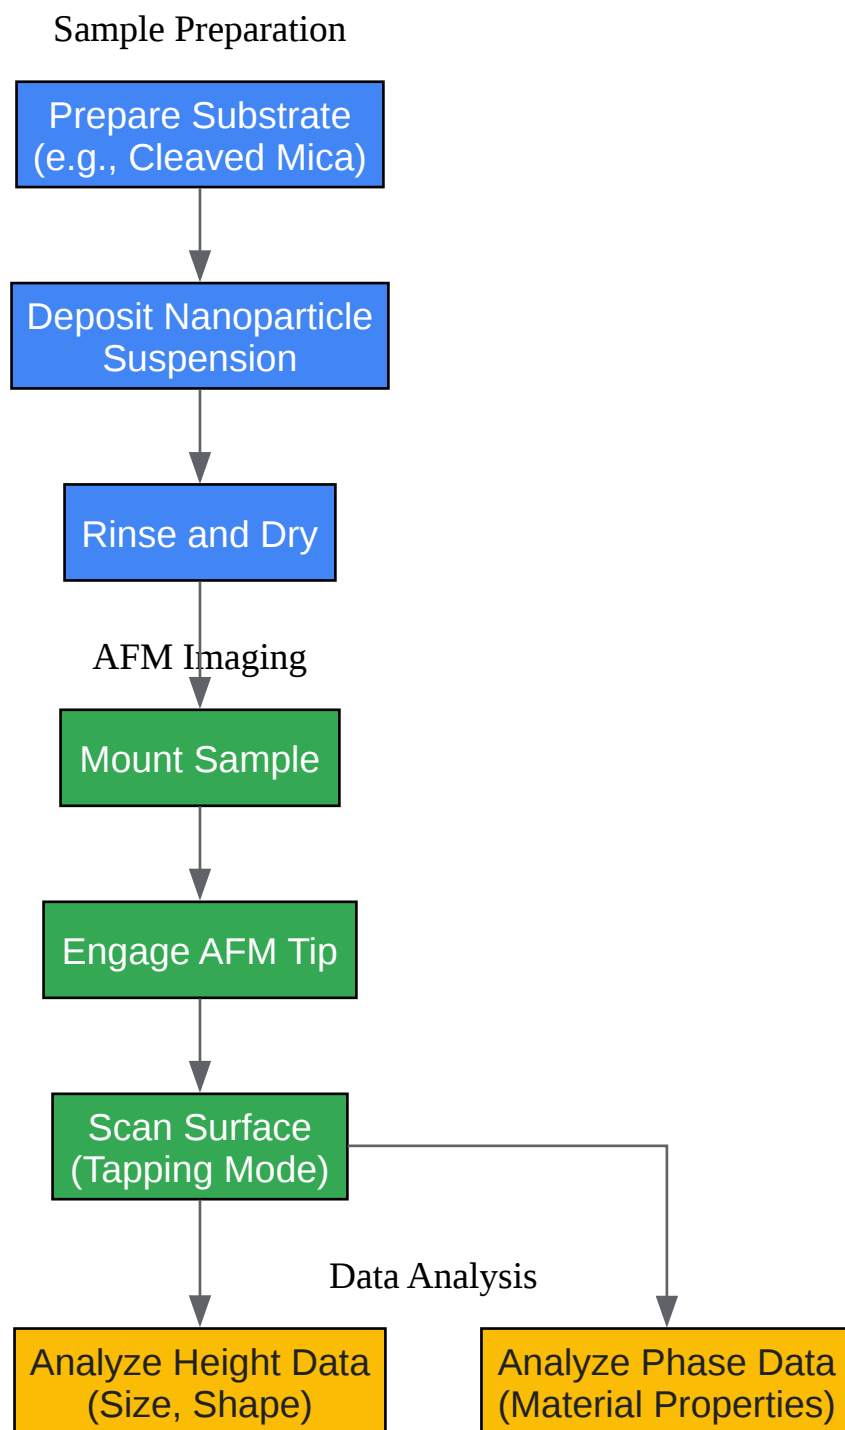 Sample Preparation
Prepare Substrate
(e.g., Cleaved Mica)
Deposit Nanoparticle
Suspension
Rinse and Dry
AFM Imaging
Mount Sample
Engage AFM Tip
Scan Surface
(Tapping Mode)
Data Analysis
Analyze Height Data
(Size, Shape)
Analyze Phase Data
(Material Properties)